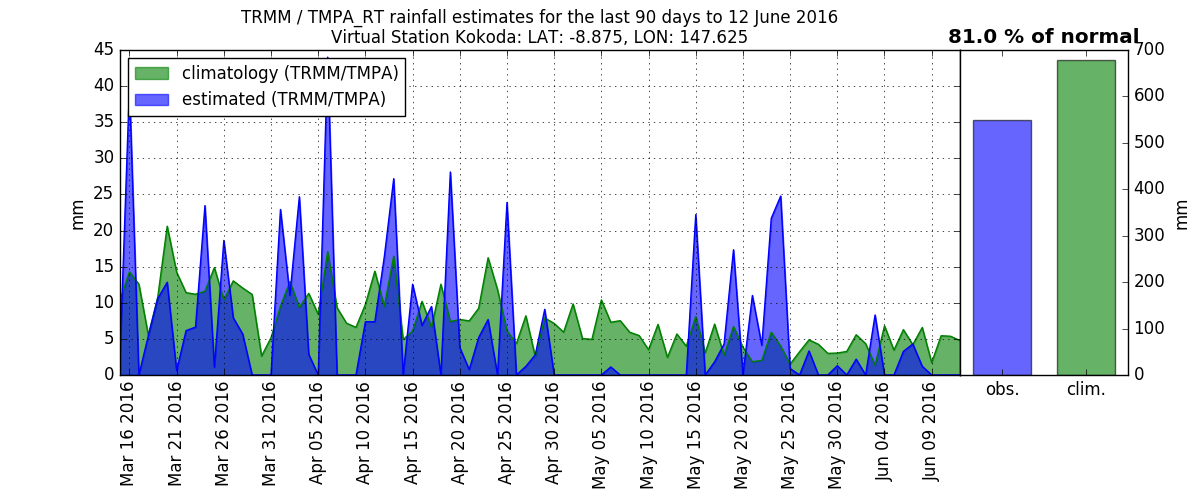 TRMM / TMPA_RT rainfall estimates for the last 90 days to 12 June 2016
Virtual Station Kokoda: LAT: -8.875, LON: 147.625
81.0 % of normal
climatology (TRMM/TMPA)
estimated (TRMM/TMPA)
mm
45
40
35
30
25
20
15
10
5
0
Mar 16 2016
Mar 21 2016
Mar 26 2016
Mar 31 2016
Apr 05 2016
Apr 10 2016
Apr 15 2016
Apr 20 2016
Apr 25 2016
Apr 30 2016
May 05 2016
May 10 2016
May 15 2016
May 20 2016
May 25 2016
May 30 2016
Jun 04 2016
Jun 09 2016
700
600
500
400
300
200
100
0
mm
obs.
clim.